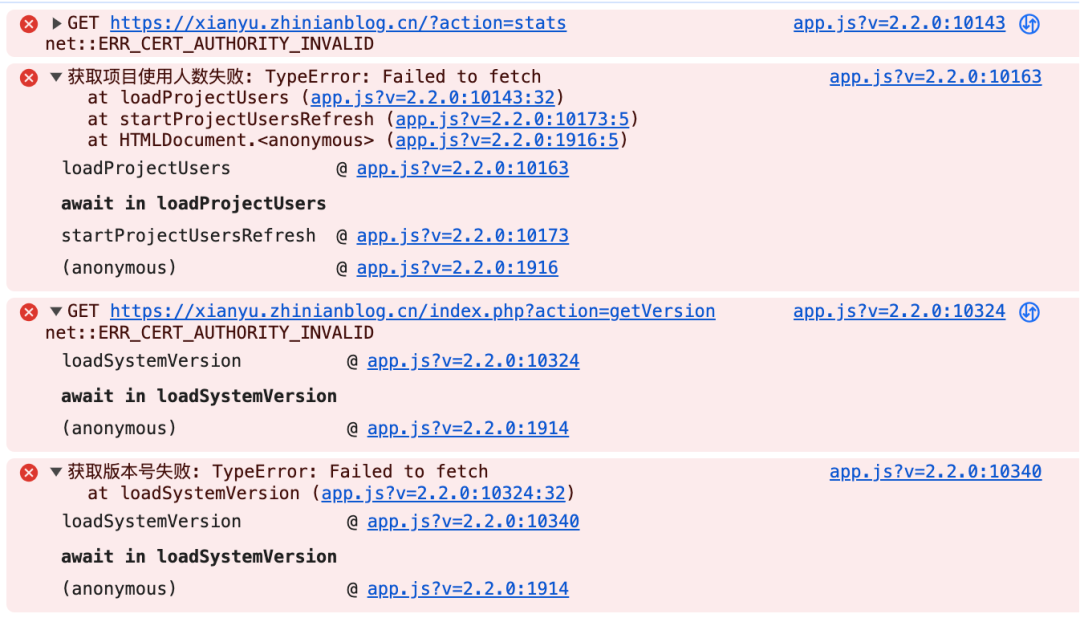 GET https://xianyu.zhinianblog.cn/?action=stats app.js?v=2.2.0:10143
net::ERR_CERT_AUTHORITY_INVALID
获取项目使用人数失败: TypeError: Failed to fetch app.js?v=2.2.0:10163
at loadProjectUsers (app.js?v=2.2.0:10143:32)
at startProjectUsersRefresh (app.js?v=2.2.0:10173:5)
at HTMLDocument.<anonymous> (app.js?v=2.2.0:1916:5)
loadProjectUsers @ app.js?v=2.2.0:10163
await in loadProjectUsers
startProjectUsersRefresh @ app.js?v=2.2.0:10173
(anonymous) @ app.js?v=2.2.0:1916
GET https://xianyu.zhinianblog.cn/index.php?action=getVersion app.js?v=2.2.0:10324
net::ERR_CERT_AUTHORITY_INVALID
loadSystemVersion @ app.js?v=2.2.0:10324
await in loadSystemVersion
(anonymous) @ app.js?v=2.2.0:1914
获取版本号失败: TypeError: Failed to fetch app.js?v=2.2.0:10340
at loadSystemVersion (app.js?v=2.2.0:10324:32)
loadSystemVersion @ app.js?v=2.2.0:10340
await in loadSystemVersion
(anonymous) @ app.js?v=2.2.0:1914